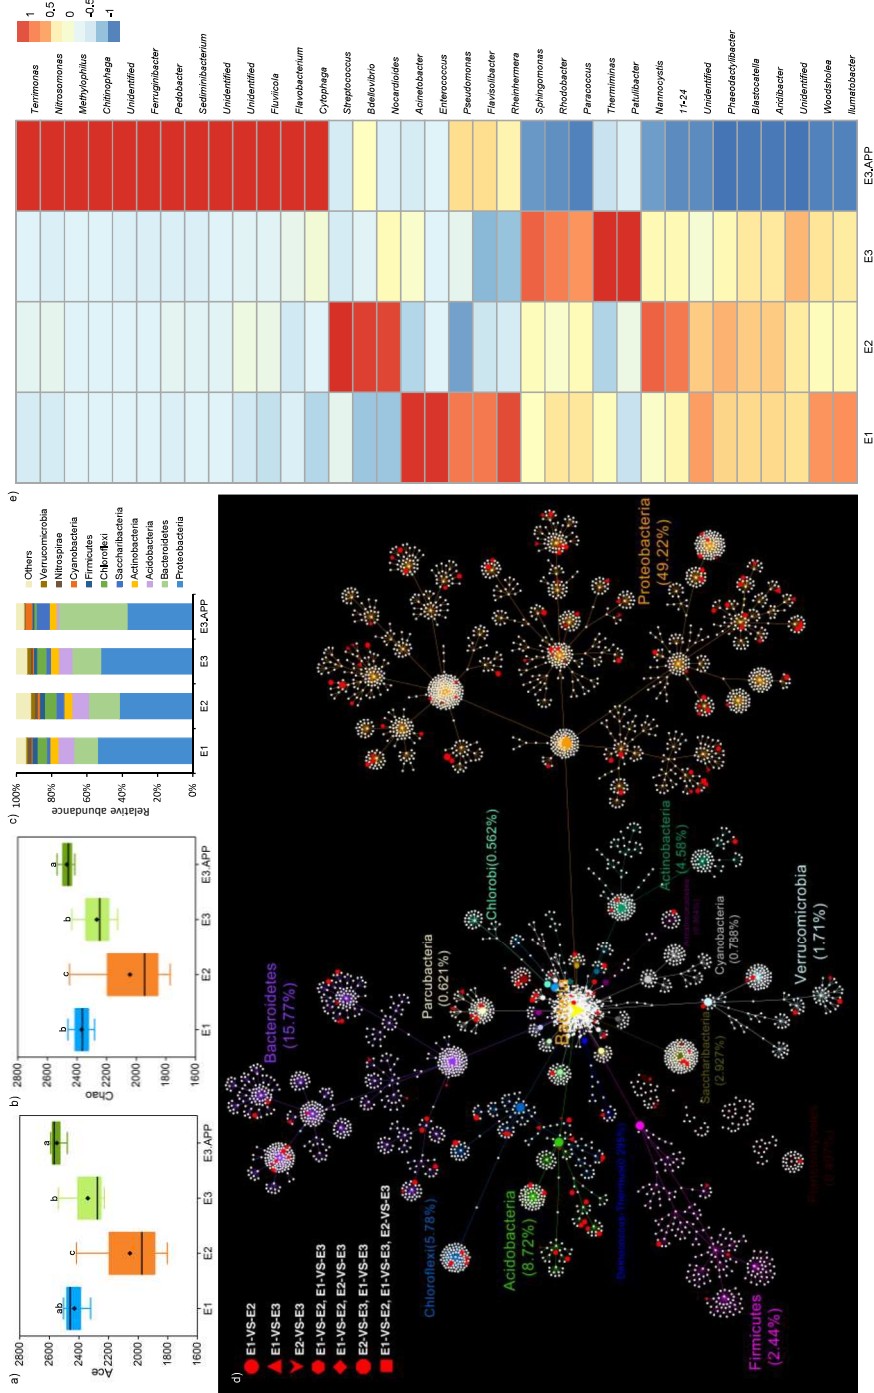 a)
2800
2600
2400
2200
2000
1800
1600
Ace
ab
c
b
a
E1
E2
E3
E3.APP
b)
2800
2600
2400
2200
2000
1800
1600
Chao
b
c
b
a
E1
E2
E3
E3.APP
c)
100%
80%
60%
40%
20%
0%
Relative abundance
E1
E2
E3
E3.APP
Others
Verrucomicrobia
Nitrospirae
Cyanobacteria
Firmicutes
Chloroflexi
Saccharibacteria
Actinobacteria
Acidobacteria
Bacteroidetes
Proteobacteria
d)
E1-VS-E2
E1-VS-E3
E2-VS-E3
E1-VS-E2, E1-VS-E3
E1-VS-E2, E2-VS-E3
E2-VS-E3, E1-VS-E3
E1-VS-E2, E1-VS-E3, E2-VS-E3
Bacteroidetes
(15.77%)
Parcubacteria
(0.621%)
Chlorobi(0.562%)
Proteobacteria
(49.22%)
Chloroflexi(5.78%)
Acidobacteria
(8.72%)
Actinobacteria
(4.58%)
Cyanobacteria
(0.758%)
Saccharibacteria
(2.927%)
Verrucomicrobia
(1.71%)
Firmicutes
(2.44%)
e)
1
0.5
0
-0.5
-1
Terrimonas
Nitrosomonas
Methylophilus
Chitinophaga
Unidentified
Ferruginibacter
Pedobacter
Sediminibacterium
Unidentified
Unidentified
Fluviicola
Flavobacterium
Cytophaga
Streptococcus
Bdellovibrio
Nocardioides
Acinetobacter
Enterococcus
Pseudomonas
Flavisolibacter
Rheinhermera
Sphingomonas
Rhodobacter
Paracoccus
Thermimonas
Patulibacter
Nannocystis
11-24
Unidentified
Phaeodactylibacter
Blastocatella
Aridibacter
Unidentified
Woodsholea
Ilumatobacter
E1
E2
E3
E3.APP